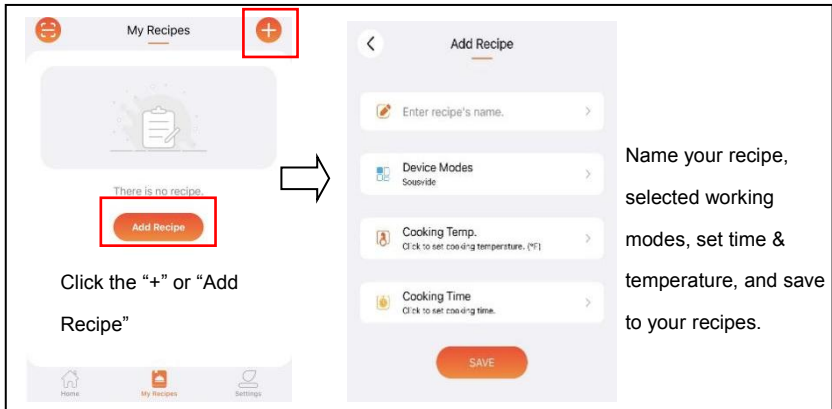 My Recipes
There is no recipe.
Add Recipe
Click the “+” or “Add
Recipe”
Home
My Recipes
Settings
Add Recipe
Enter recipe's name.
Device Modes
Sousvide
Cooking Temp.
Click to set cooking temperature. (°F)
Cooking Time
Click to set cooking time.
SAVE
Name your recipe,
selected working
modes, set time &
temperature, and save
to your recipes.